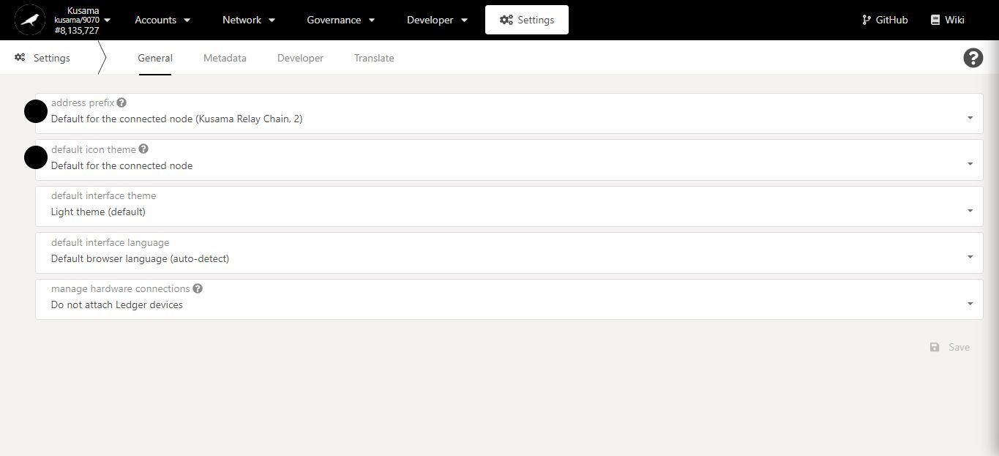 Kusama
kusama/9070
#8,135,727
Accounts
Network
Governance
Developer
Settings
GitHub
Wiki
Settings
General
Metadata
Developer
Translate
address prefix
Default for the connected node (Kusama Relay Chain, 2)
default icon theme
Default for the connected node
default interface theme
Light theme (default)
default interface language
Default browser language (auto-detect)
manage hardware connections
Do not attach Ledger devices
Save